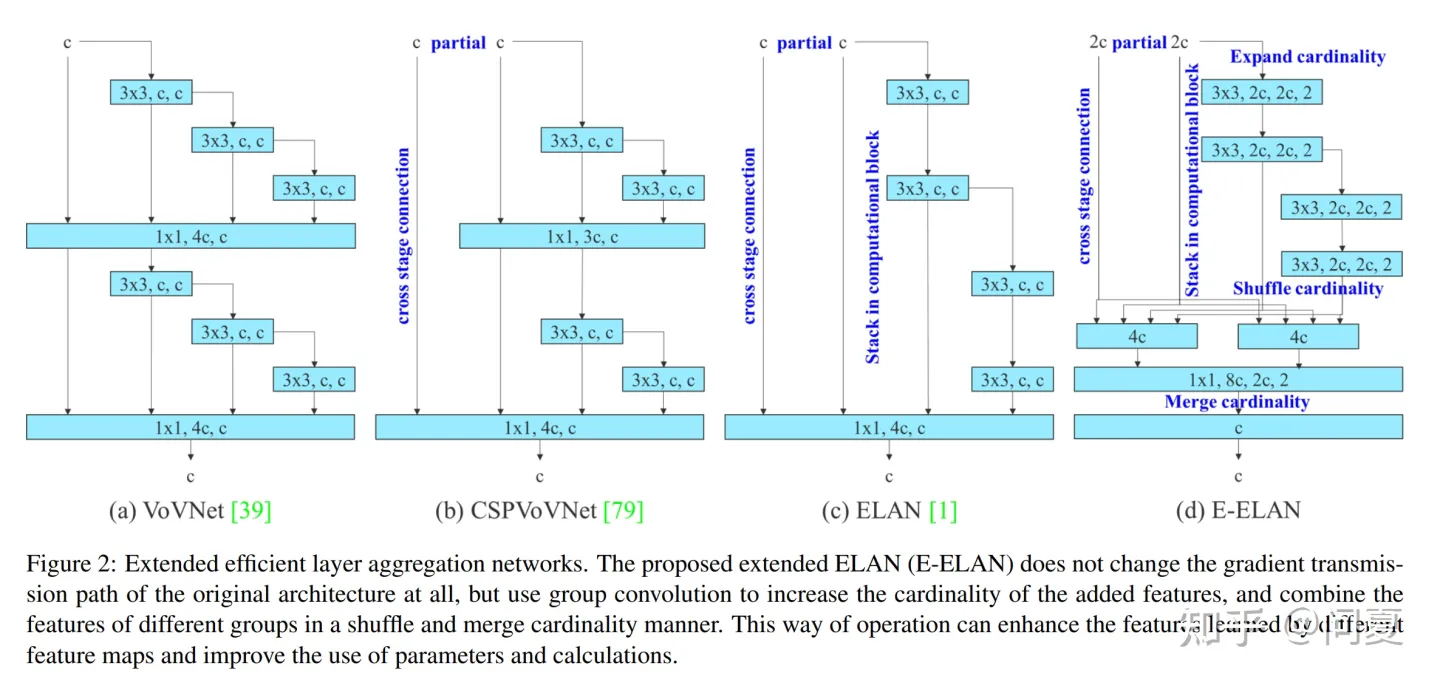 c
3x3, c, c
3x3, c, c
3x3, c, c
1x1, 4c, c
3x3, c, c
3x3, c, c
3x3, c, c
1x1, 4c, c
c
(a) VoVNet [39]
c partial c
3x3, c, c
3x3, c, c
cross stage connection
1x1, 3c, c
3x3, c, c
3x3, c, c
1x1, 4c, c
c
(b) CSPVoVNet [79]
c partial c
3x3, c, c
cross stage connection
Stack in computational block
3x3, c, c
3x3, c, c
3x3, c, c
1x1, 4c, c
c
(c) ELAN [1]
2c partial 2c
Expand cardinality
cross stage connection
Stack in computational block
3x3, 2c, 2c, 2
3x3, 2c, 2c, 2
3x3, 2c, 2c, 2
3x3, 2c, 2c, 2
Shuffle cardinality
4c
4c
1x1, 8c, 2c, 2
Merge cardinality
c
c
(d) E-ELAN
Figure 2: Extended efficient layer aggregation networks. The proposed extended ELAN (E-ELAN) does not change the gradient transmis-
sion path of the original architecture at all, but use group convolution to increase the cardinality of the added features, and combine the
features of different groups in a shuffle and merge cardinality manner. This way of operation can enhance the features learned by different
feature maps and improve the use of parameters and calculations.
知乎 @问夏